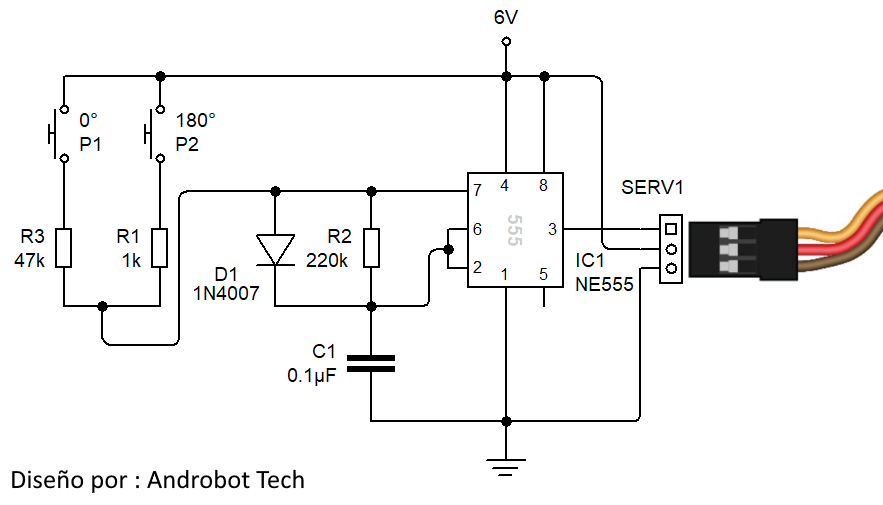 6V
0°
P1
180°
P2
R3
47k
R1
1k
D1
1N4007
R2
220k
C1
0.1µF
7
4
8
6
555
3
2
1
5
IC1
NE555
SERV1
Diseño por : Androbot Tech